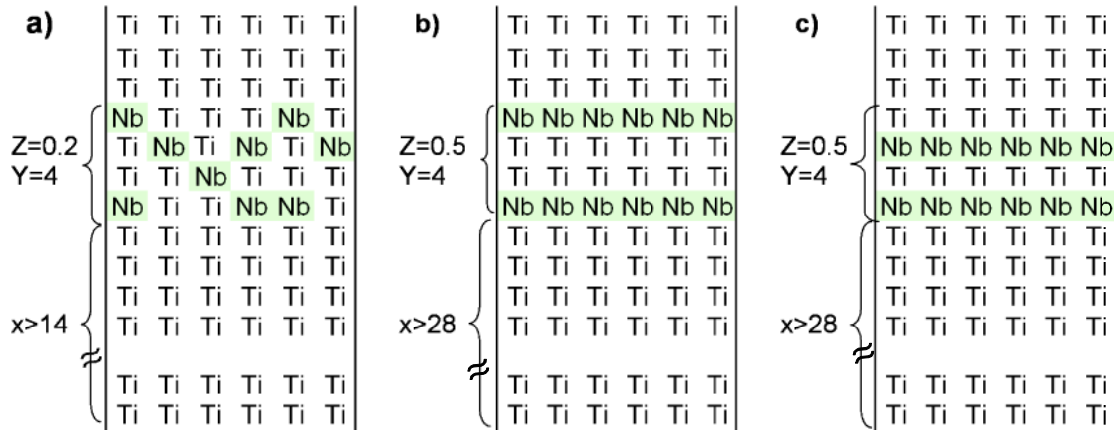 a)
Ti Ti Ti Ti Ti Ti
Ti Ti Ti Ti Ti Ti
Ti Ti Ti Ti Ti Ti
Nb Ti Ti Ti Nb Ti
Z=0.2 Ti Nb Ti Nb Ti Nb
Y=4 Ti Ti Nb Ti Ti Ti
Nb Ti Ti Nb Nb Ti
Ti Ti Ti Ti Ti Ti
Ti Ti Ti Ti Ti Ti
Ti Ti Ti Ti Ti Ti
x>14 Ti Ti Ti Ti Ti Ti
Ti Ti Ti Ti Ti Ti
Ti Ti Ti Ti Ti Ti
b)
Ti Ti Ti Ti Ti Ti
Ti Ti Ti Ti Ti Ti
Ti Ti Ti Ti Ti Ti
Nb Nb Nb Nb Nb Nb
Z=0.5 Ti Ti Ti Ti Ti Ti
Y=4 Ti Ti Ti Ti Ti Ti
Nb Nb Nb Nb Nb Nb
Ti Ti Ti Ti Ti Ti
Ti Ti Ti Ti Ti Ti
Ti Ti Ti Ti Ti Ti
x>28 Ti Ti Ti Ti Ti Ti
Ti Ti Ti Ti Ti Ti
Ti Ti Ti Ti Ti Ti
c)
Ti Ti Ti Ti Ti Ti
Ti Ti Ti Ti Ti Ti
Ti Ti Ti Ti Ti Ti
Ti Ti Ti Ti Ti Ti
Z=0.5 Nb Nb Nb Nb Nb Nb
Y=4 Ti Ti Ti Ti Ti Ti
Nb Nb Nb Nb Nb Nb
Ti Ti Ti Ti Ti Ti
Ti Ti Ti Ti Ti Ti
Ti Ti Ti Ti Ti Ti
x>28 Ti Ti Ti Ti Ti Ti
Ti Ti Ti Ti Ti Ti
Ti Ti Ti Ti Ti Ti